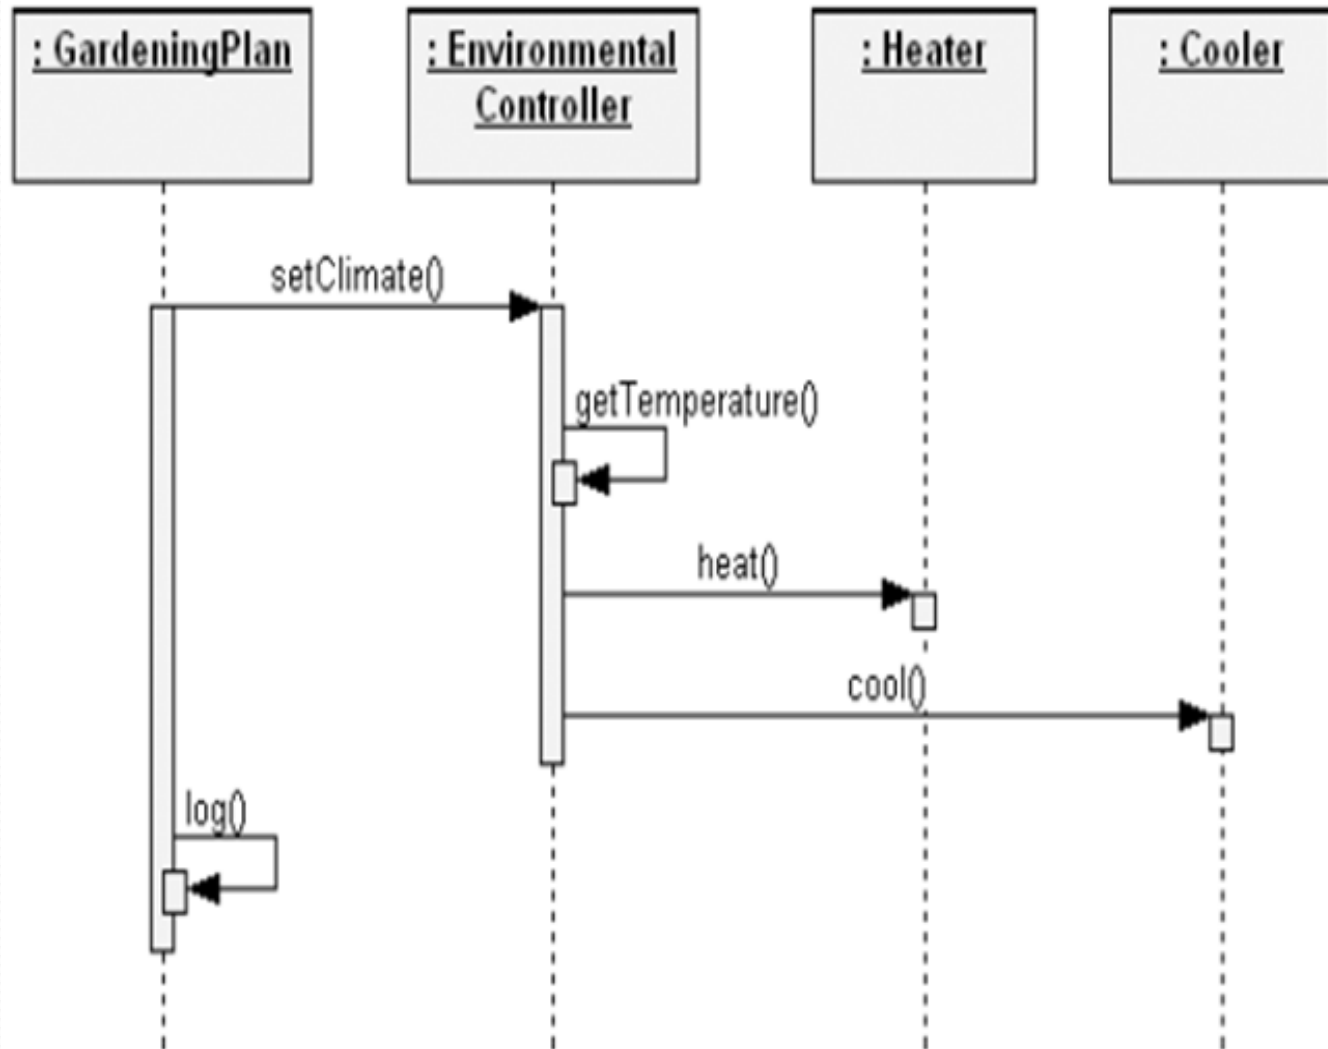 : GardeningPlan
: Environmental
Controller
: Heater
: Cooler
setClimate()
getTemperature()
heat()
cool()
log()